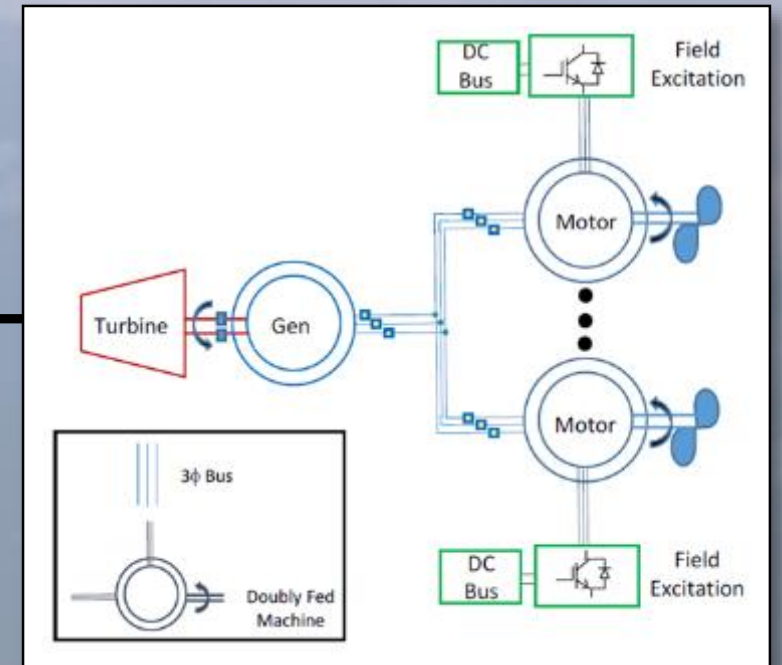 DC
Bus
Field
Excitation
Motor
Turbine
Gen
Motor
3ϕ Bus
Doubly Fed
Machine
DC
Bus
Field
Excitation